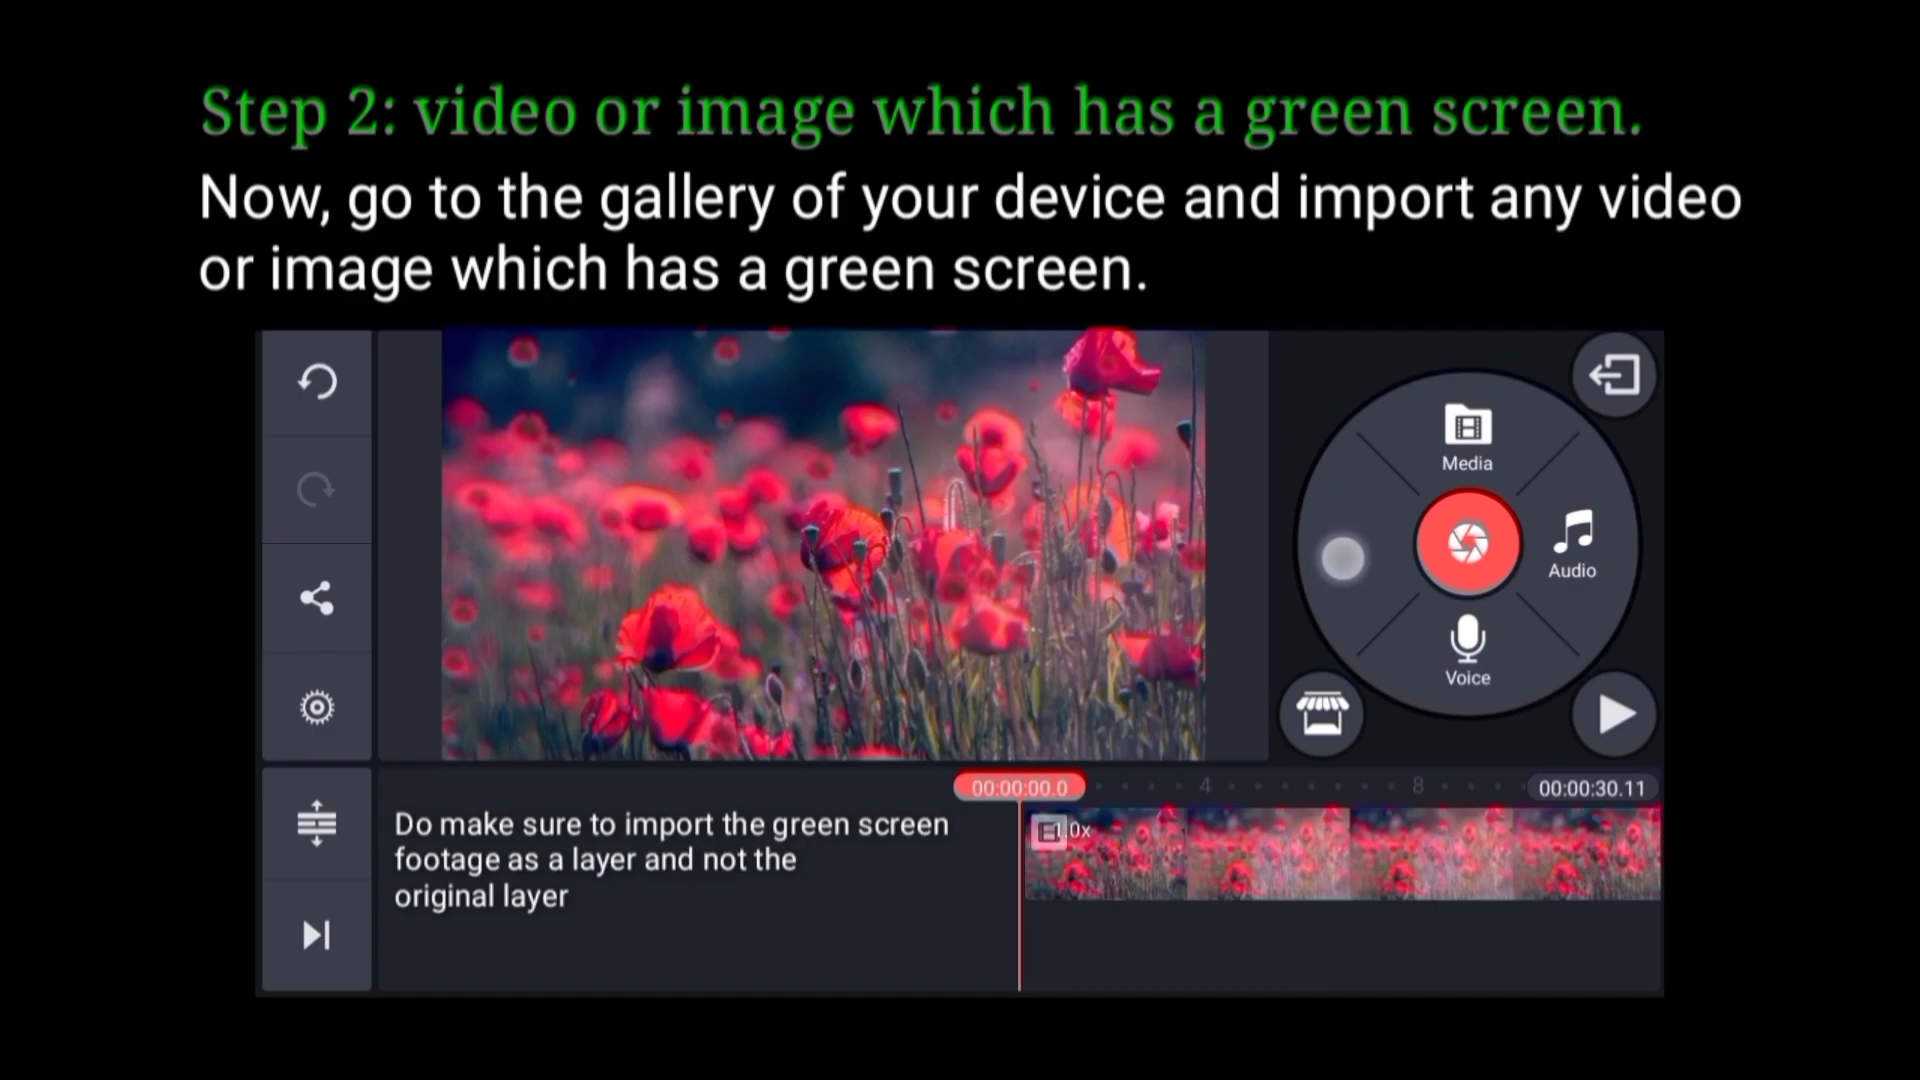 Step 2: video or image which has a green screen.
Now, go to the gallery of your device and import any video
or image which has a green screen.
Media
Audio
Voice
00:00:00.0
4
8
00:00:30.11
1.0x
Do make sure to import the green screen
footage as a layer and not the
original layer